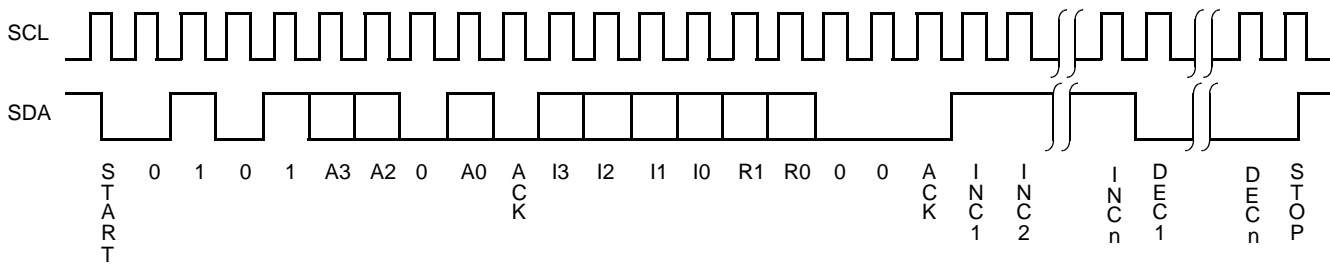 SCL
SDA
START 0 1 0 1 A3 A2 0 A0 ACK I3 I2 I1 I0 R1 R0 0 0 ACK INC1 INC2 INCn DEC1 DECn STOP